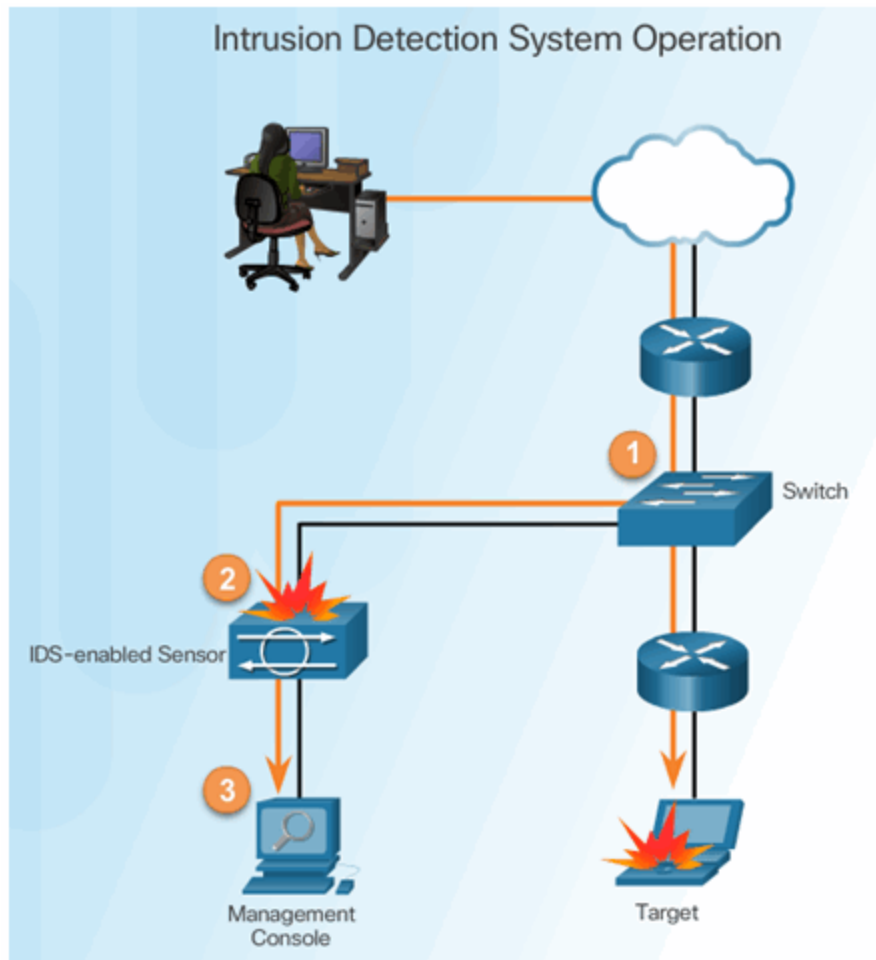 Intrusion Detection System Operation
1
Switch
2
IDS-enabled Sensor
3
Management
Console
Target